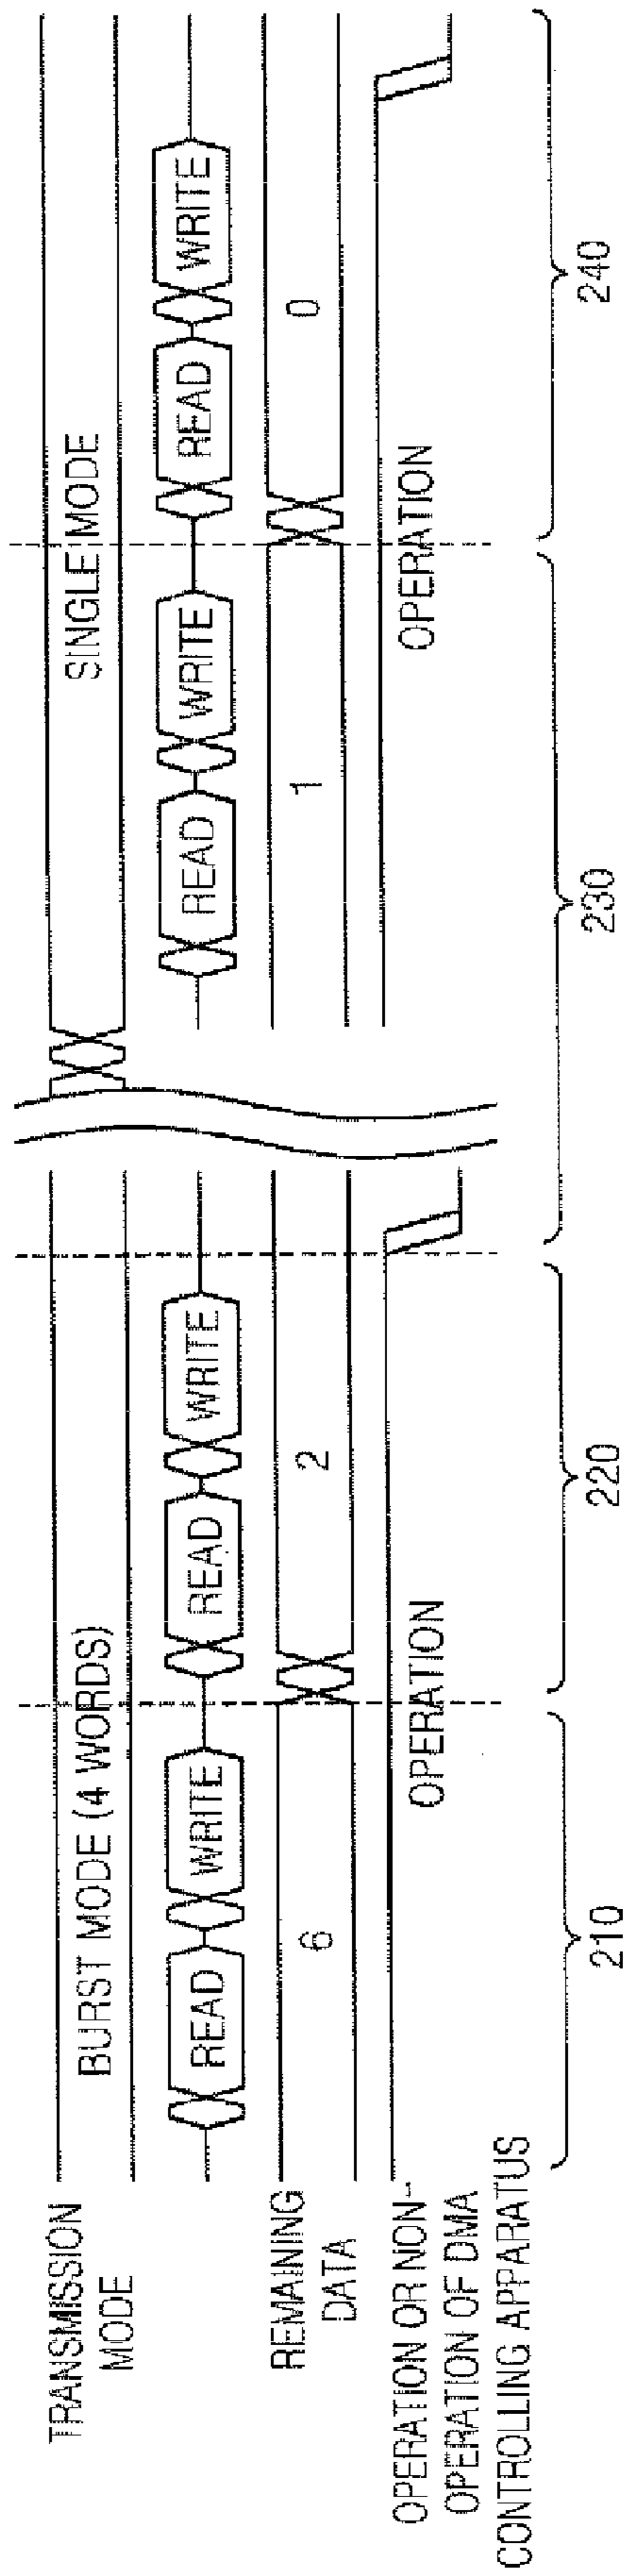 TRANSMISSION
MODE
BURST MODE (4 WORDS)
SINGLE MODE
READ
WRITE
READ
WRITE
READ
WRITE
READ
WRITE
REMAINING
DATA
6
2
1
0
OPERATION OR NON-
OPERATION OF DMA
CONTROLLING APPARATUS
OPERATION
OPERATION
210
220
230
240